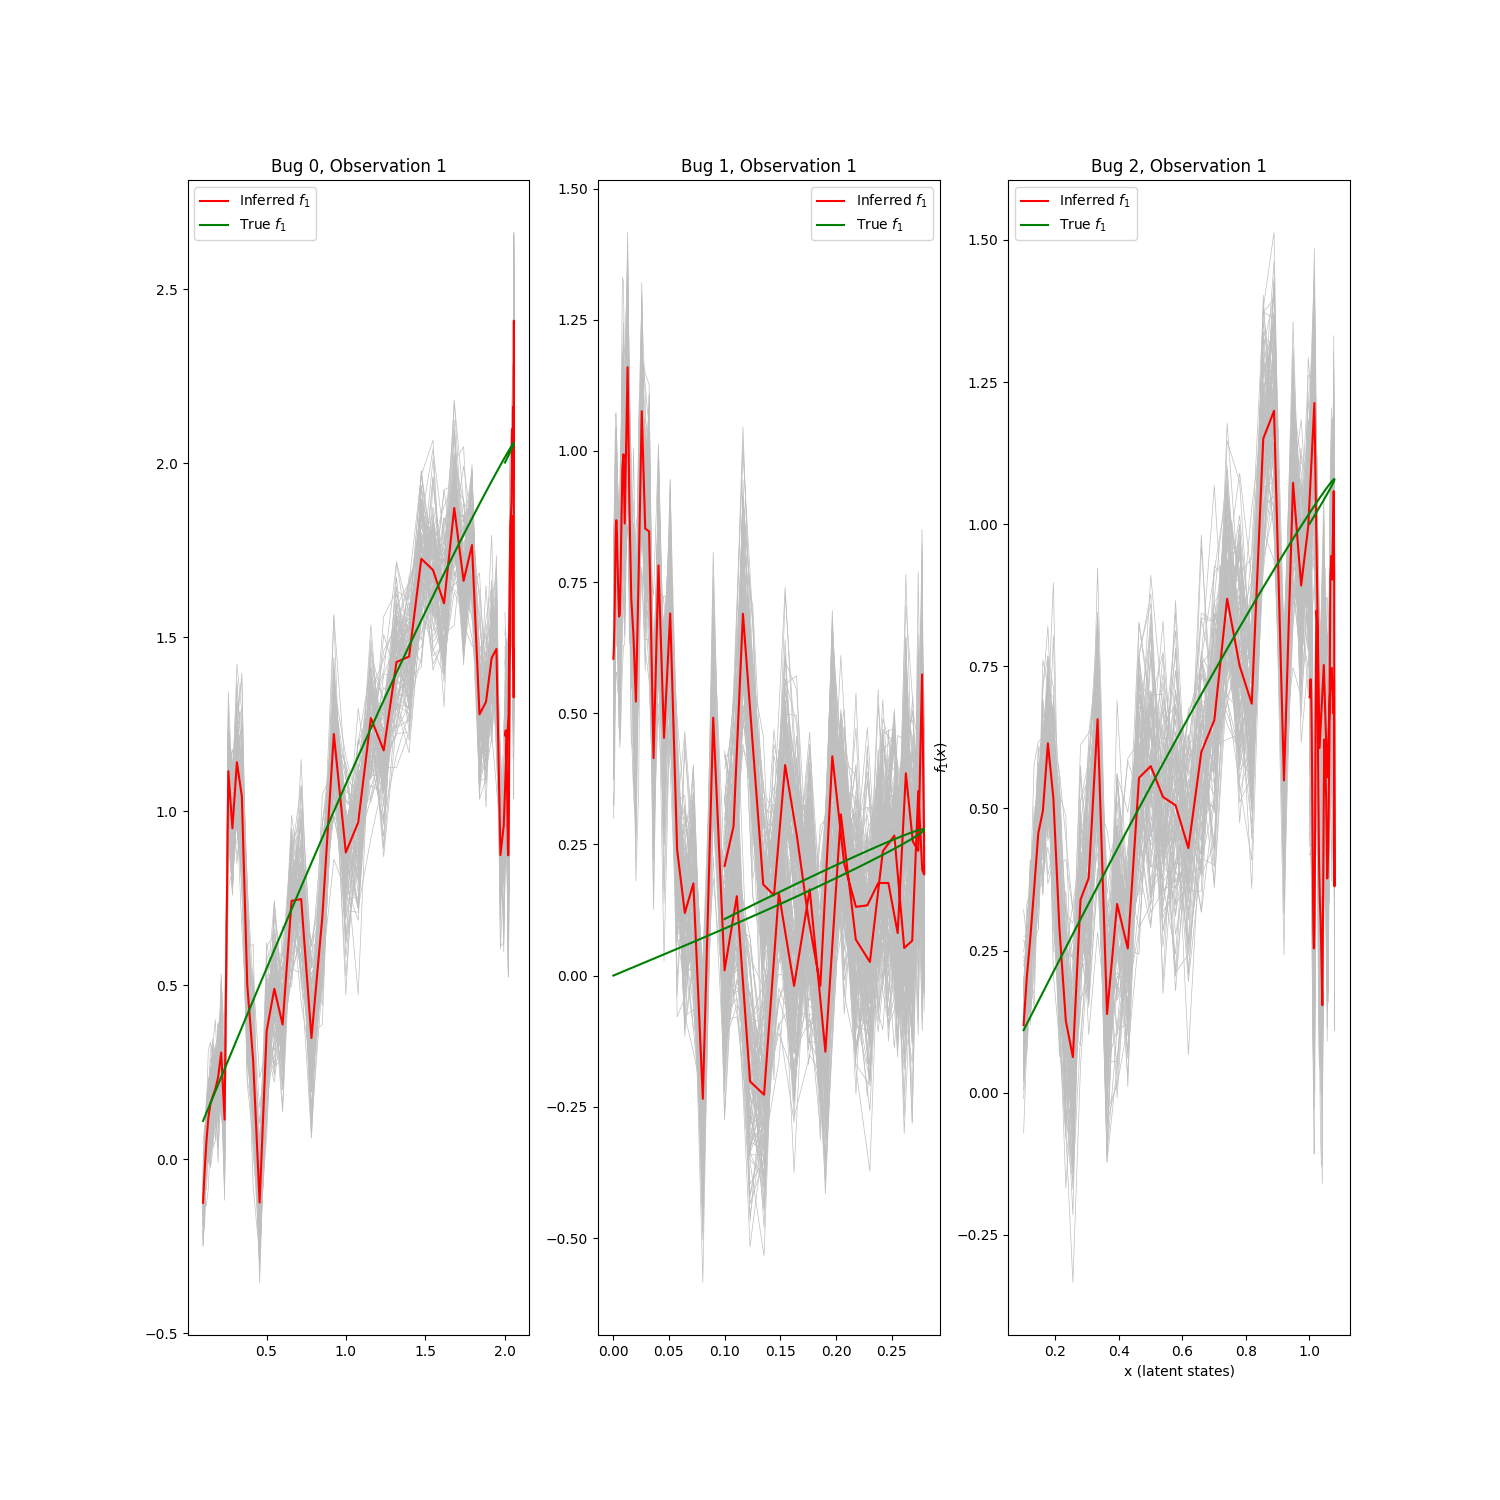 Bug 0, Observation 1
Inferred f₁
True f₁
2.5
2.0
1.5
1.0
0.5
0.0
−0.5
0.5 1.0 1.5 2.0
Bug 1, Observation 1
Inferred f₁
True f₁
1.50
1.25
1.00
0.75
0.50
0.25
0.00
−0.25
−0.50
0.00 0.05 0.10 0.15 0.20 0.25
Bug 2, Observation 1
Inferred f₁
True f₁
f₁(x)
1.50
1.25
1.00
0.75
0.50
0.25
0.00
−0.25
0.2 0.4 0.6 0.8 1.0
x (latent states)